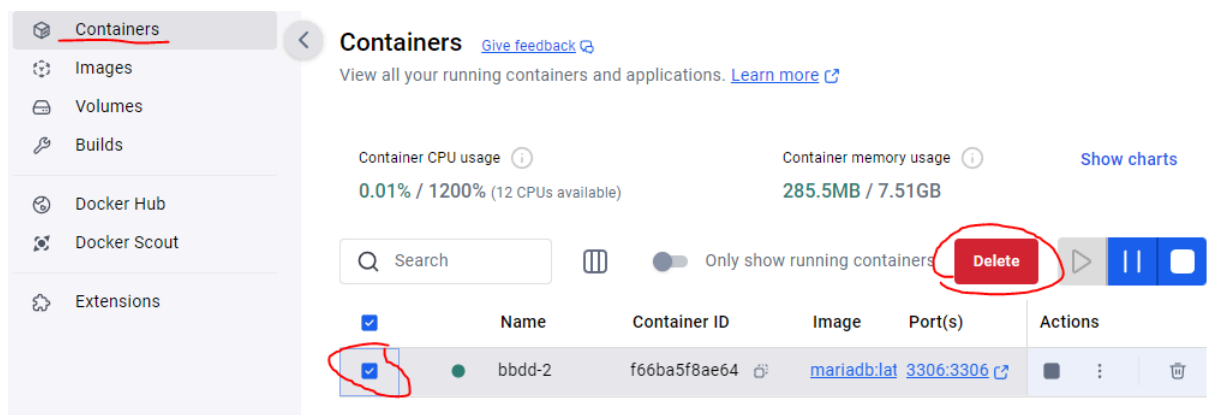 Containers
Images
Volumes
Builds
Docker Hub
Docker Scout
Extensions
Containers Give feedback
View all your running containers and applications. Learn more
Container CPU usage
0.01% / 1200% (12 CPUs available)
Container memory usage
285.5MB / 7.51GB
Show charts
Search
Only show running containers
Delete
Name Container ID Image Port(s) Actions
bbdd-2 f66ba5f8ae64 mariadb:lat 3306:3306